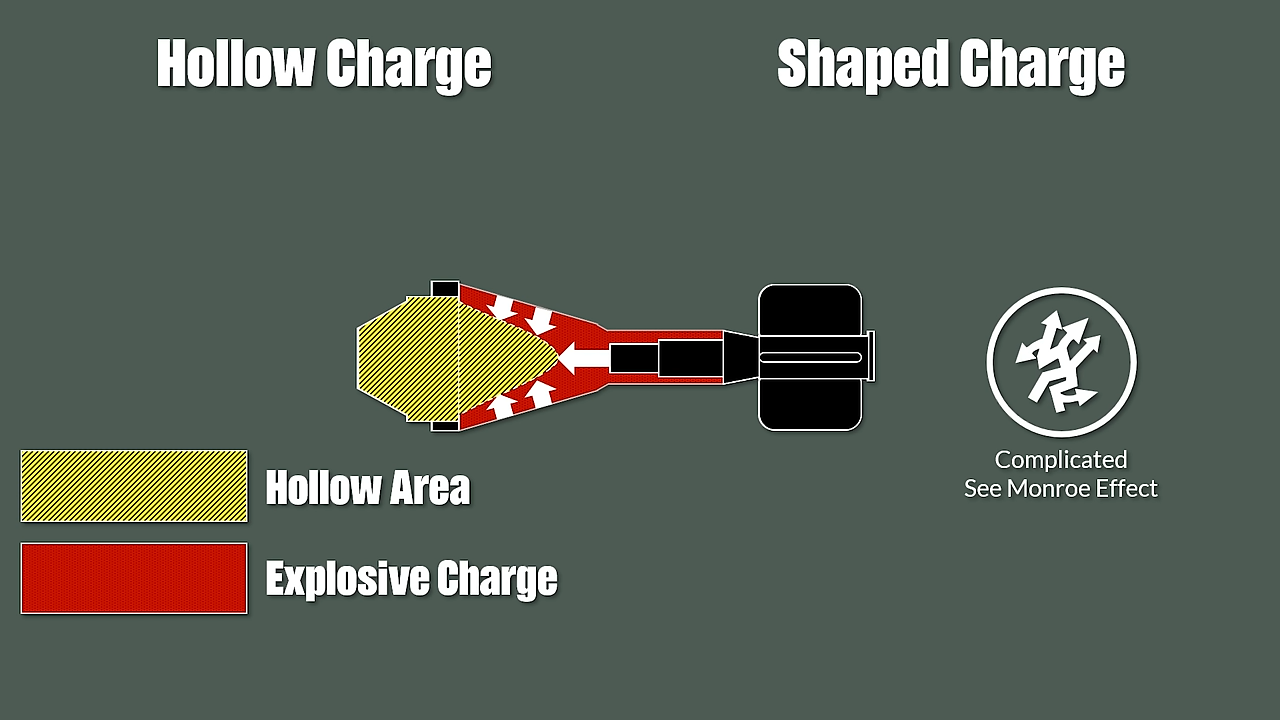 Hollow Charge
Shaped Charge
Complicated
See Monroe Effect
Hollow Area
Explosive Charge